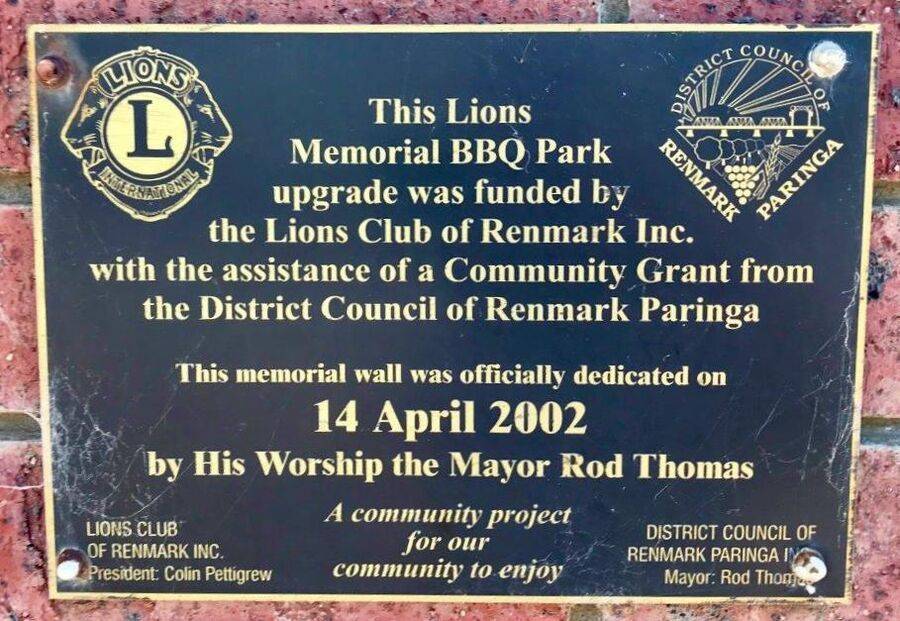 LIONS
L
INTERNATIONAL
DISTRICT COUNCIL OF
RENMARK PARINGA
This Lions
Memorial BBQ Park
upgrade was funded by
the Lions Club of Renmark Inc.
with the assistance of a Community Grant from
the District Council of Renmark Paringa
This memorial wall was officially dedicated on
14 April 2002
by His Worship the Mayor Rod Thomas
A community project
for our
community to enjoy
LIONS CLUB
OF RENMARK INC.
President: Colin Pettigrew
DISTRICT COUNCIL OF
RENMARK PARINGA
Mayor: Rod Thomas